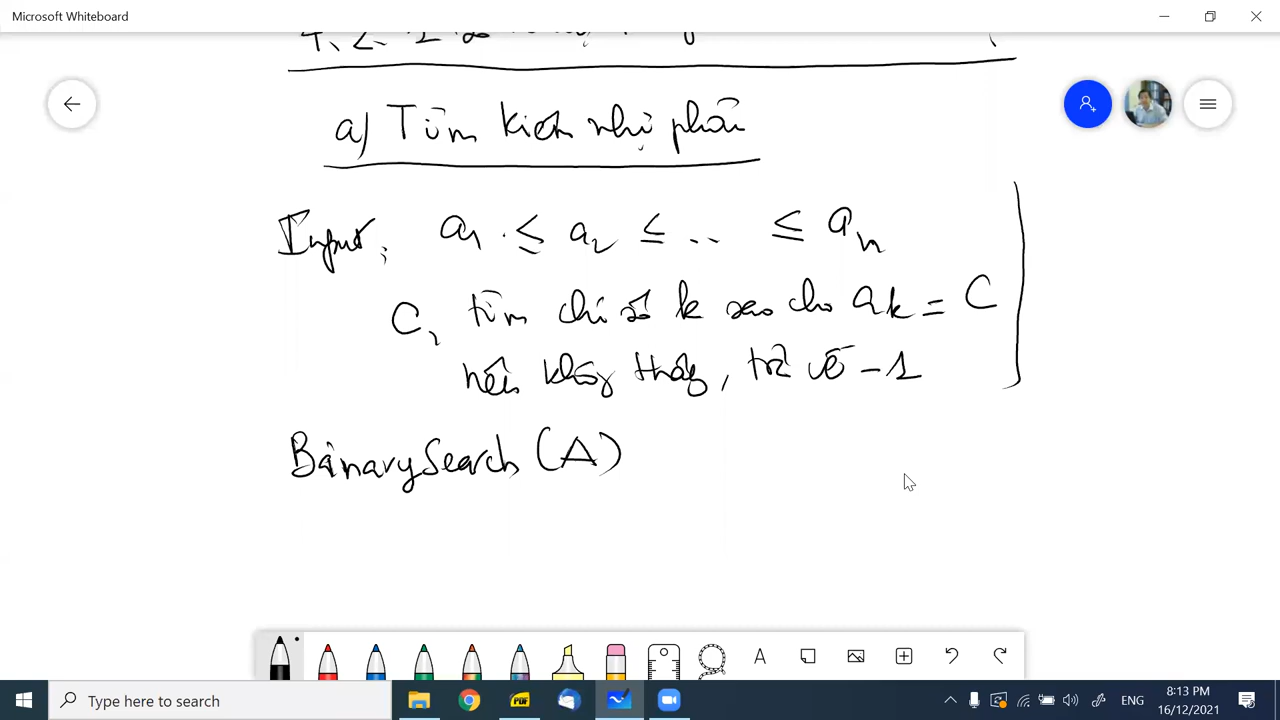 Microsoft Whiteboard
a) Tìm kiếm nhị phân
Input: a1 ≤ a2 ≤ .. ≤ an
C, tìm chỉ số k sao cho ak = C
nếu không thấy, trả về -1
BinarySearch (A)
Type here to search
PDF
ENG
8:13 PM
16/12/2021